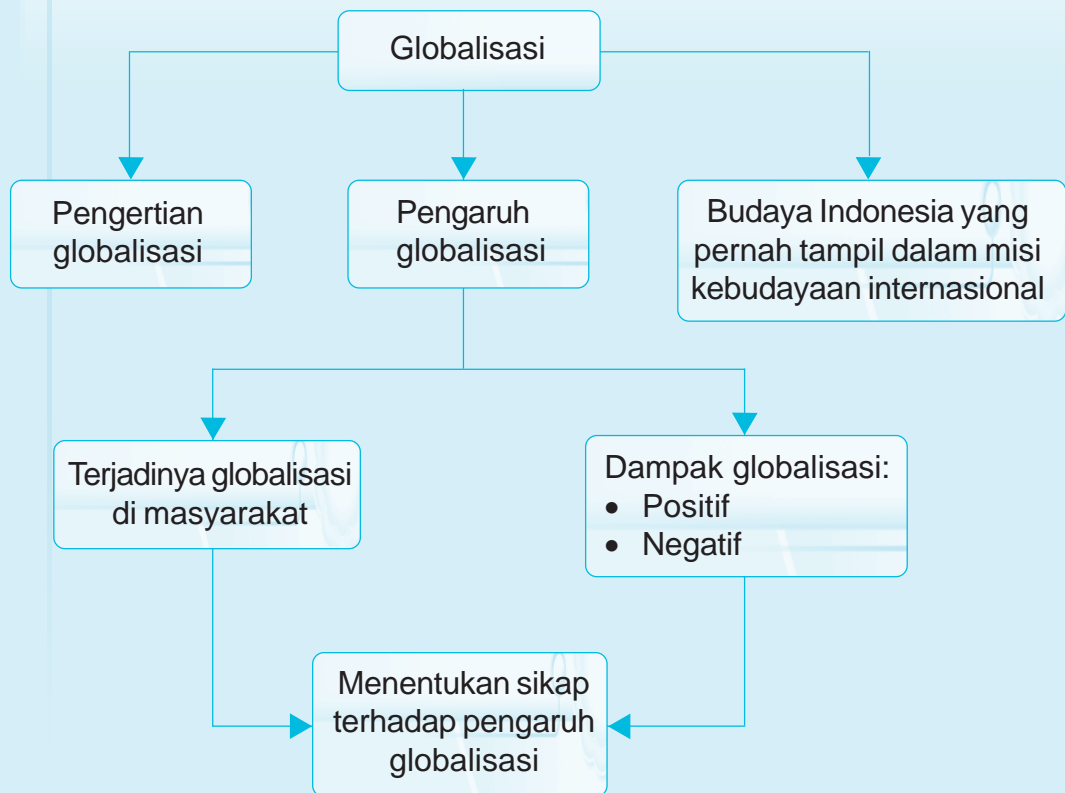 Globalisasi
Pengertian
globalisasi
Pengaruh
globalisasi
Budaya Indonesia yang
pernah tampil dalam misi
kebudayaan internasional
Terjadinya globalisasi
di masyarakat
Dampak globalisasi:
• Positif
• Negatif
Menentukan sikap
terhadap pengaruh
globalisasi